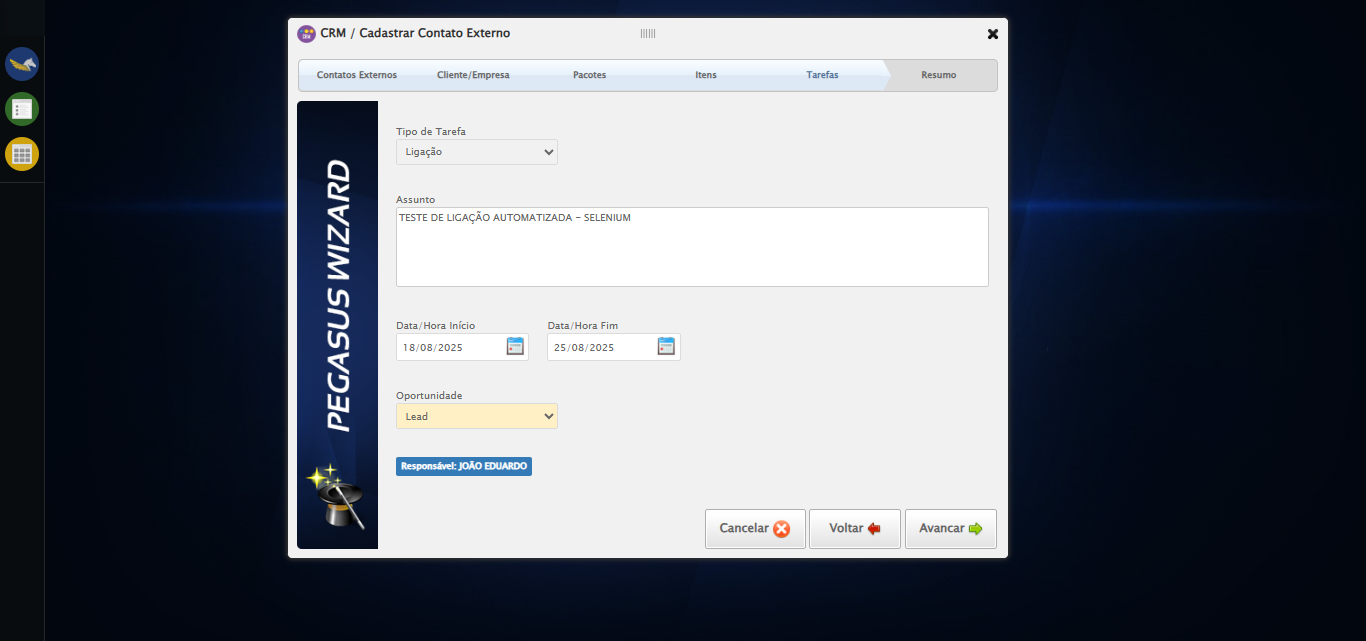 CRM / Cadastrar Contato Externo
Contatos Externos
Cliente/Empresa
Pacotes
Itens
Tarefas
Resumo
PEGASUS WIZARD
Tipo de Tarefa
Ligação
Assunto
TESTE DE LIGAÇÃO AUTOMATIZADA - SELENIUM
Data/Hora Início
Data/Hora Fim
18/08/2025
25/08/2025
Oportunidade
Lead
Responsável: JOÃO EDUARDO
Cancelar
Voltar
Avancar